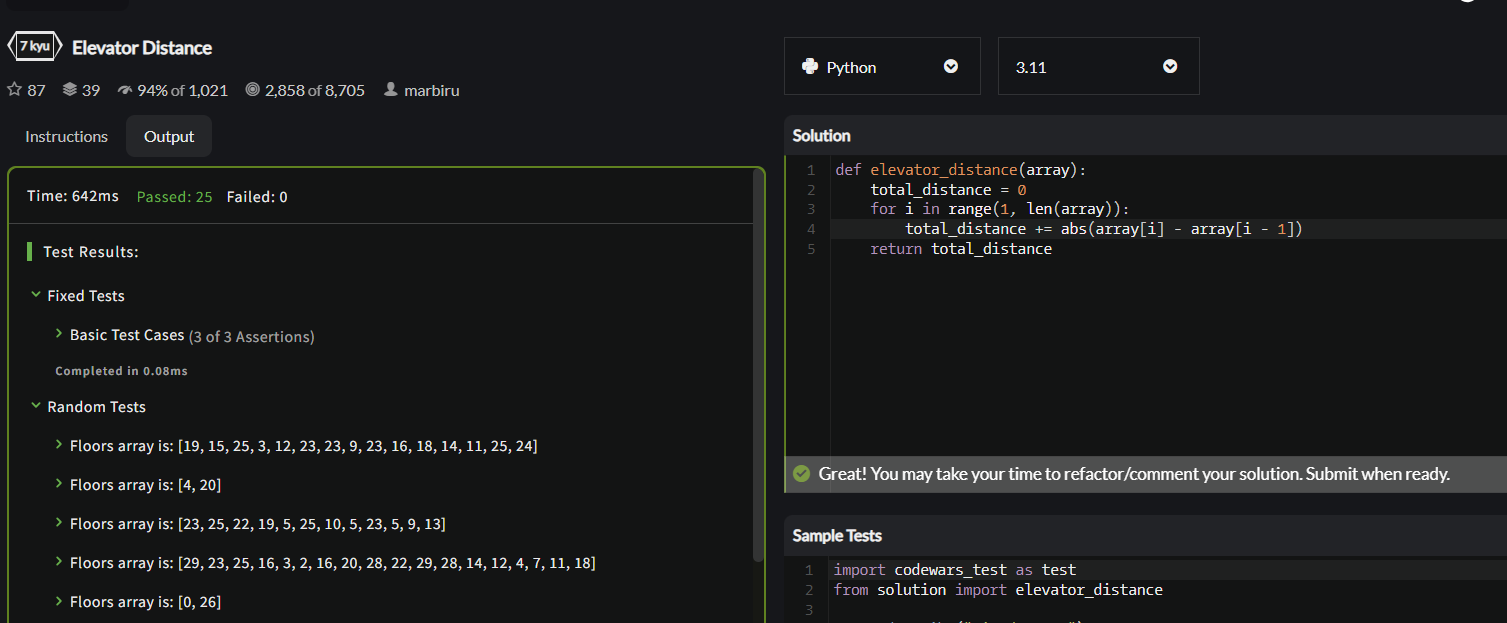 7 kyu Elevator Distance
87 39 94% of 1,021 2,858 of 8,705 marbiru
Instructions Output
Time: 642ms Passed: 25 Failed: 0
Test Results:
Fixed Tests
Basic Test Cases (3 of 3 Assertions)
Completed in 0.08ms
Random Tests
Floors array is: [19, 15, 25, 3, 12, 23, 23, 9, 23, 16, 18, 14, 11, 25, 24]
Floors array is: [4, 20]
Floors array is: [23, 25, 22, 19, 5, 25, 10, 5, 23, 5, 9, 13]
Floors array is: [29, 23, 25, 16, 3, 2, 16, 20, 28, 22, 29, 28, 14, 12, 4, 7, 11, 18]
Floors array is: [0, 26]
Python 3.11
Solution
1 def elevator_distance(array):
2     total_distance = 0
3     for i in range(1, len(array)):
4         total_distance += abs(array[i] - array[i - 1])
5     return total_distance
Great! You may take your time to refactor/comment your solution. Submit when ready.
Sample Tests
1 import codewars_test as test
2 from solution import elevator_distance
3